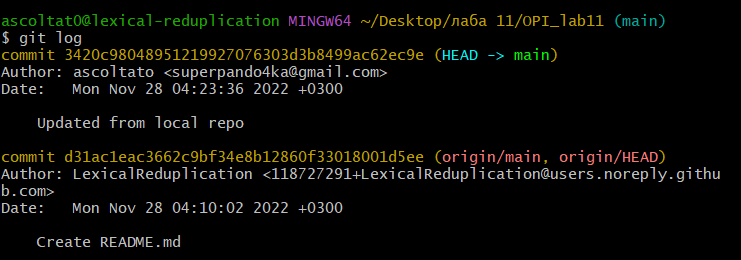 ascoltat0@lexical-reduplication MINGW64 ~/Desktop/лаба 11/OPI_lab11 (main)
$ git log
commit 3420c98048951219927076303d3b8499ac62ec9e (HEAD -> main)
Author: ascoltato <superpando4ka@gmail.com>
Date:   Mon Nov 28 04:23:36 2022 +0300
    Updated from local repo
commit d31ac1eac3662c9bf34e8b12860f33018001d5ee (origin/main, origin/HEAD)
Author: LexicalReduplication <118727291+LexicalReduplication@users.noreply.githu
b.com>
Date:   Mon Nov 28 04:10:02 2022 +0300
    Create README.md